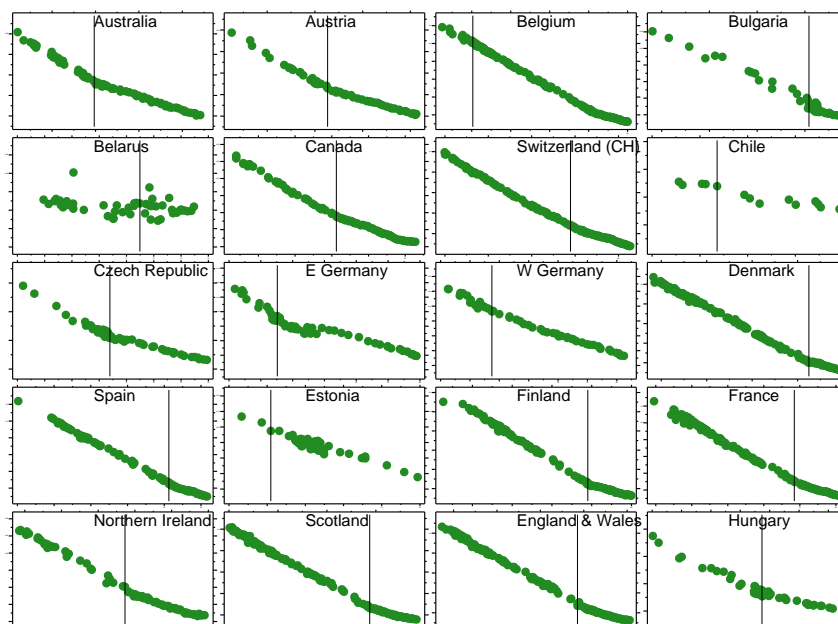 Australia
Austria
Belgium
Bulgaria
Belarus
Canada
Switzerland (CH)
Chile
Czech Republic
E Germany
W Germany
Denmark
Spain
Estonia
Finland
France
Northern Ireland
Scotland
England & Wales
Hungary